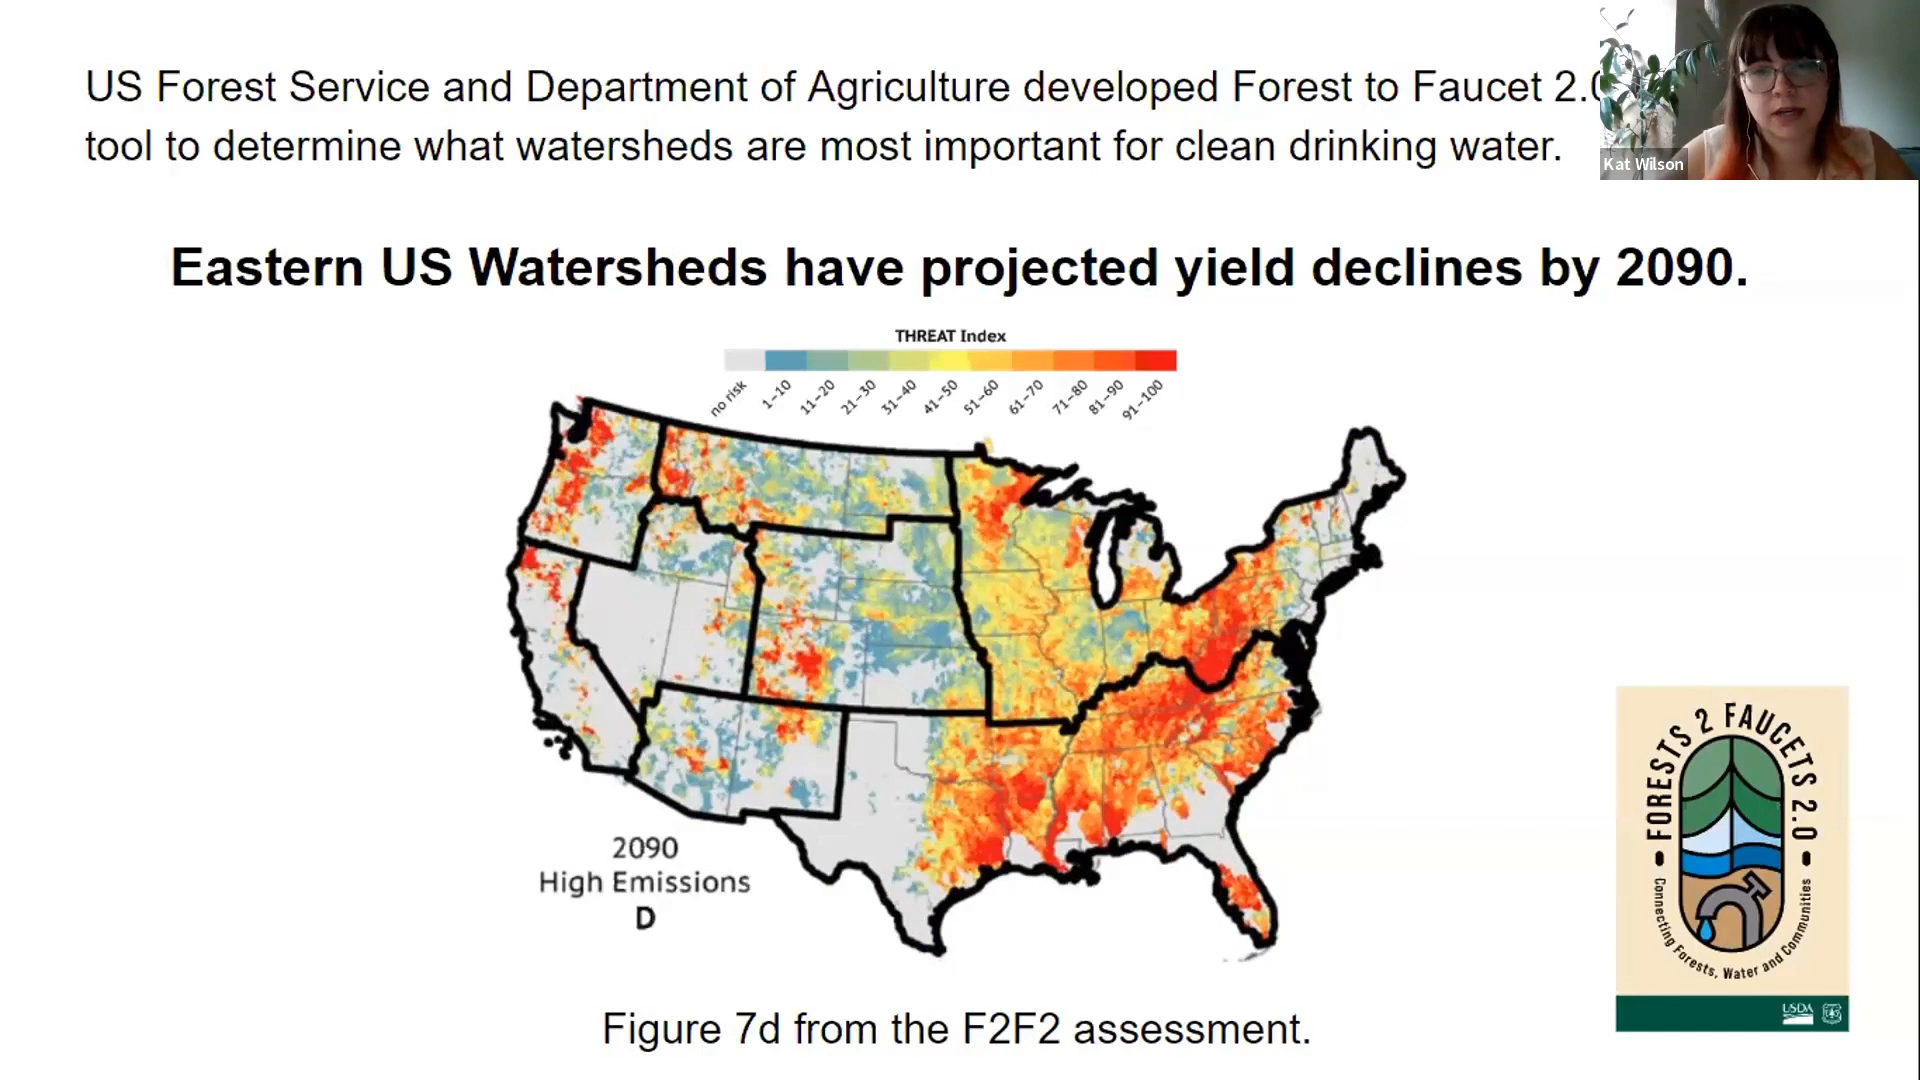 US Forest Service and Department of Agriculture developed Forest to Faucet 2.0
tool to determine what watersheds are most important for clean drinking water.
Kat Wilson
Eastern US Watersheds have projected yield declines by 2090.
THREAT Index
no risk
1–10
11–20
21–30
31–40
41–50
51–60
61–70
71–80
81–90
91–100
2090
High Emissions
D
FORESTS 2 FAUCETS 2.0
Connecting Forests, Water and Communities
USDA
Figure 7d from the F2F2 assessment.